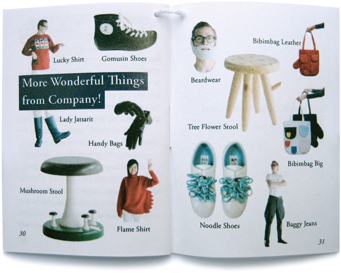 Lucky Shirt
Gomusin Shoes
More Wonderful Things
from Company!
Lady Jatsarit
Handy Bags
Mushroom Stool
Flame Shirt
30
Bibimbag Leather
Beardwear
Tree Flower Stool
Bibimbag Big
Noodle Shoes
Baggy Jeans
31